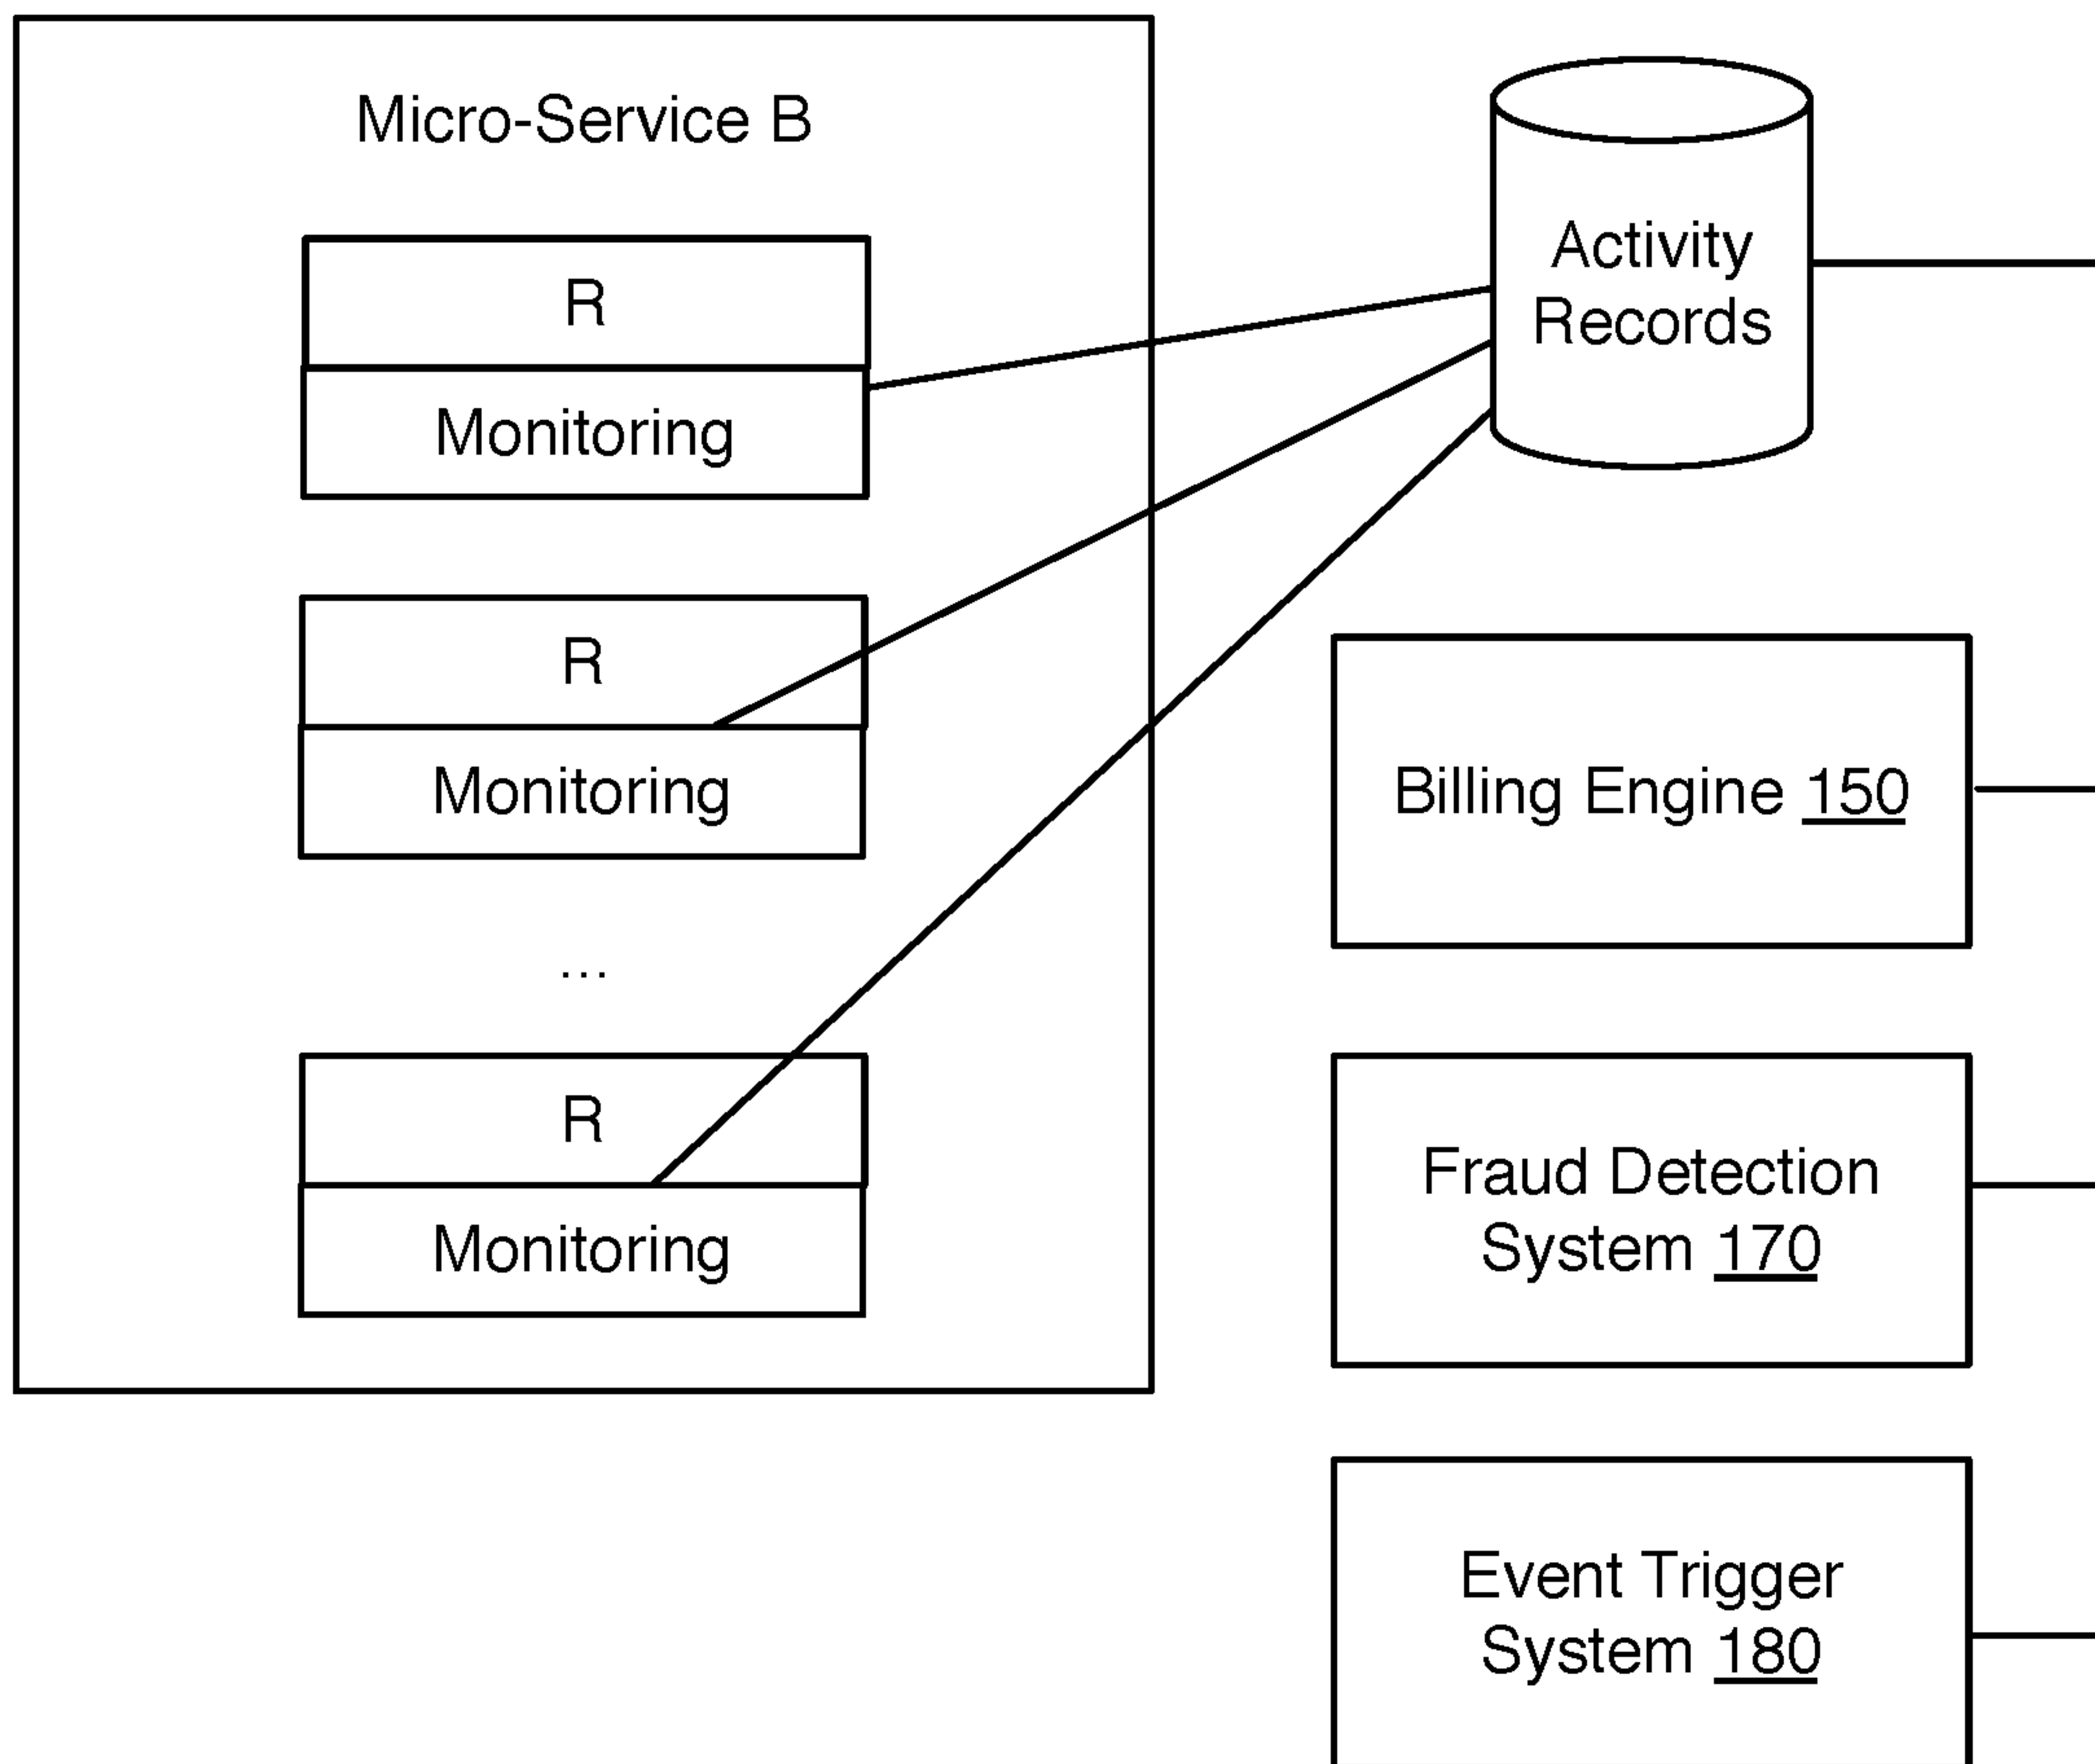 Micro-Service B
R
Monitoring
R
Monitoring
...
R
Monitoring
Activity
Records
Billing Engine 150
Fraud Detection
System 170
Event Trigger
System 180